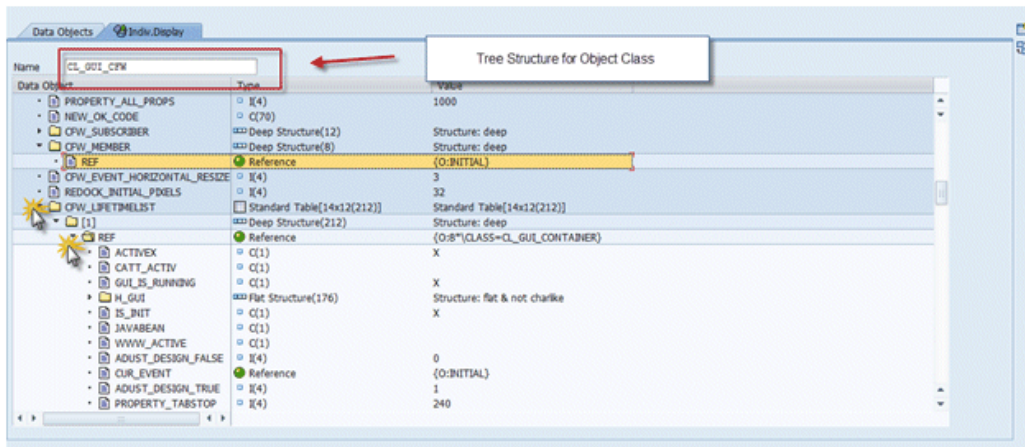 Data Objects Indiv.Display
Tree Structure for Object Class
Name CL_GUI_CFW
Data Object Type Value
PROPERTY_ALL_PROPS I(4) 1000
NEW_OK_CODE C(70)
CFW_SUBSCRIBER Deep Structure(12) Structure: deep
CFW_MEMBER Deep Structure(8) Structure: deep
REF Reference {O:INITIAL}
CFW_EVENT_HORIZONTAL_RESIZE I(4) 3
REDOCK_INITIAL_PIXELS I(4) 32
CFW_LIFETIMELIST Standard Table[14x12(212)] Standard Table[14x12(212)]
[1] Deep Structure(212) Structure: deep
REF Reference {O:8*\CLASS=CL_GUI_CONTAINER}
ACTIVEX C(1) X
CATT_ACTIV C(1)
GUI_IS_RUNNING C(1) X
H_GUI Flat Structure(176) Structure: flat & not charlike
IS_INIT C(1) X
JAVABEAN C(1)
WWW_ACTIVE C(1)
ADUST_DESIGN_FALSE I(4) 0
CUR_EVENT Reference {O:INITIAL}
ADUST_DESIGN_TRUE I(4) 1
PROPERTY_TABSTOP I(4) 240